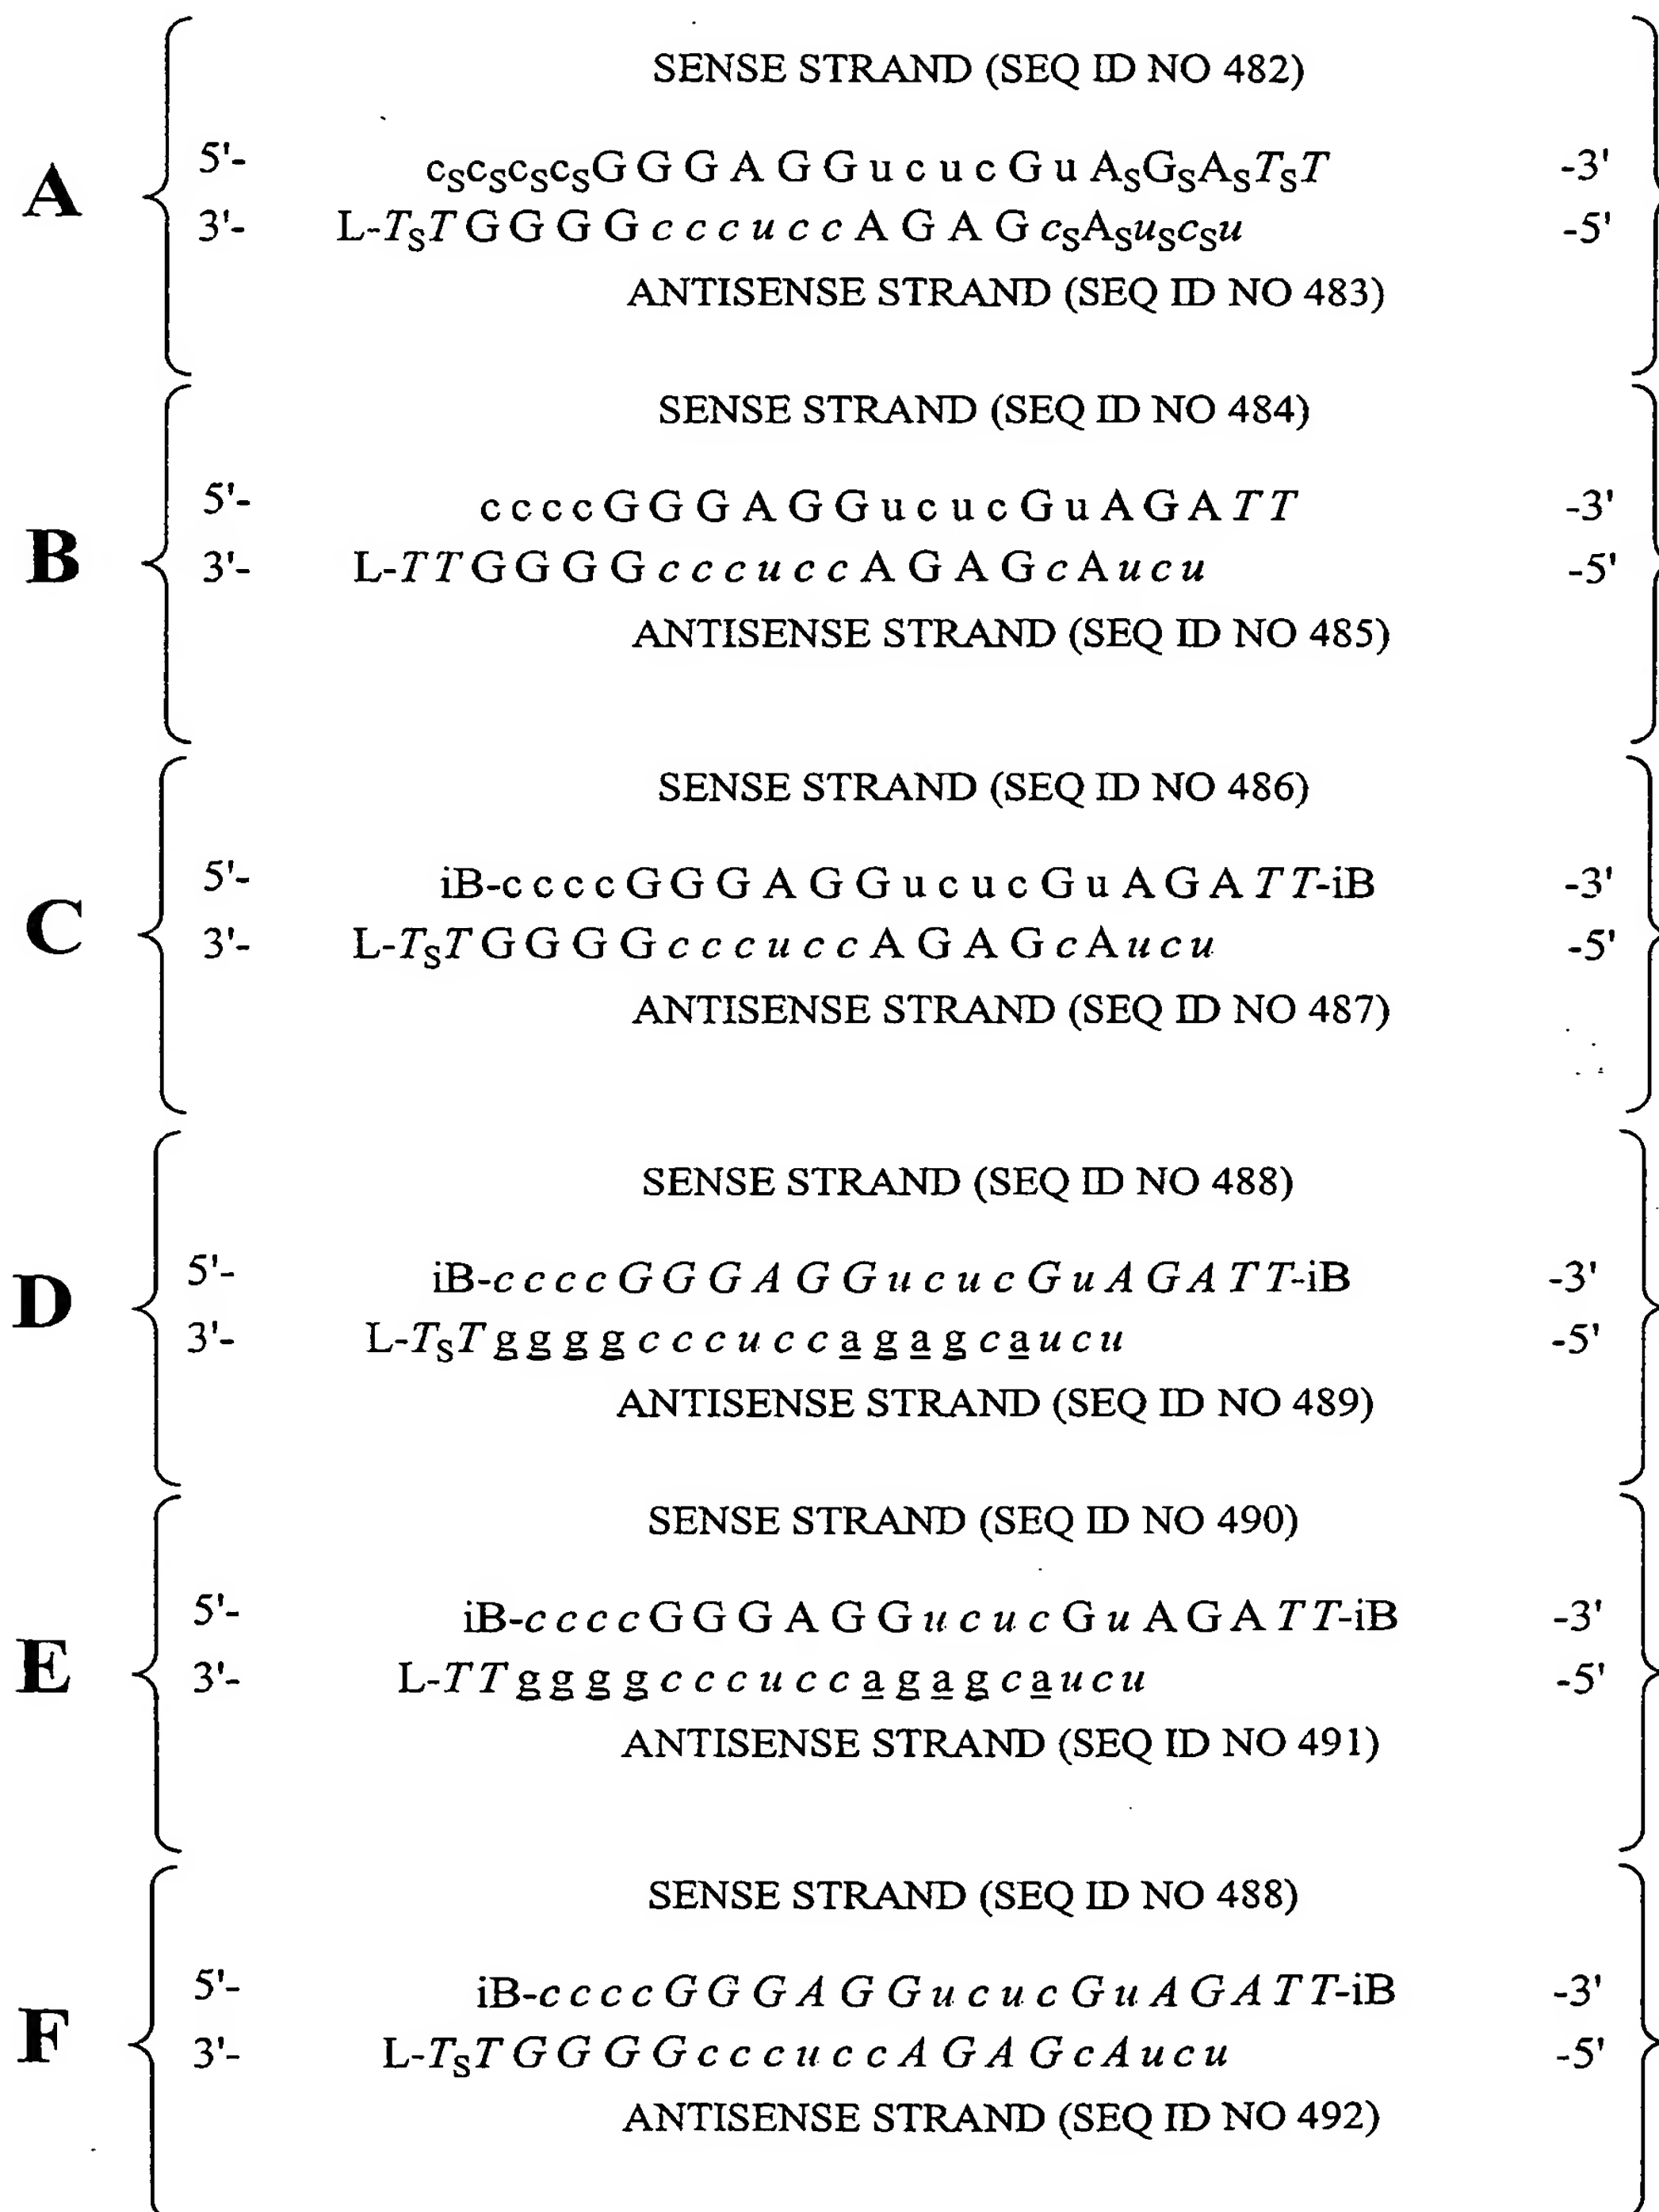 SENSE STRAND (SEQ ID NO 482)
A
5'- cScScScSG G G A G G u c u c G u ASGSASTST -3'
3'- L-TST G G G G c c c u c c A G A G cSASuScSu -5'
ANTISENSE STRAND (SEQ ID NO 483)
SENSE STRAND (SEQ ID NO 484)
B
5'- c c c c G G G A G G u c u c G u A G A T T -3'
3'- L-T T G G G G c c c u c c A G A G c A u c u -5'
ANTISENSE STRAND (SEQ ID NO 485)
SENSE STRAND (SEQ ID NO 486)
C
5'- iB-c c c c G G G A G G u c u c G u A G A T T-iB -3'
3'- L-TST G G G G c c c u c c A G A G c A u c u -5'
ANTISENSE STRAND (SEQ ID NO 487)
SENSE STRAND (SEQ ID NO 488)
D
5'- iB-c c c c G G G A G G u c u c G u A G A T T-iB -3'
3'- L-TST g g g g c c c u c c a g a g c a u c u -5'
ANTISENSE STRAND (SEQ ID NO 489)
SENSE STRAND (SEQ ID NO 490)
E
5'- iB-c c c c G G G A G G u c u c G u A G A T T-iB -3'
3'- L-T T g g g g c c c u c c a g a g c a u c u -5'
ANTISENSE STRAND (SEQ ID NO 491)
SENSE STRAND (SEQ ID NO 488)
F
5'- iB-c c c c G G G A G G u c u c G u A G A T T-iB -3'
3'- L-TST G G G G c c c u c c A G A G c A u c u -5'
ANTISENSE STRAND (SEQ ID NO 492)